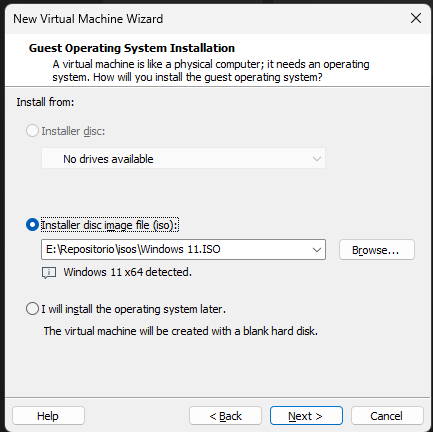 New Virtual Machine Wizard
Guest Operating System Installation
A virtual machine is like a physical computer; it needs an operating
system. How will you install the guest operating system?
Install from:
Installer disc:
No drives available
Installer disc image file (iso):
E:\Repositorio\isos\Windows 11.ISO
Browse...
Windows 11 x64 detected.
I will install the operating system later.
The virtual machine will be created with a blank hard disk.
Help
< Back
Next >
Cancel